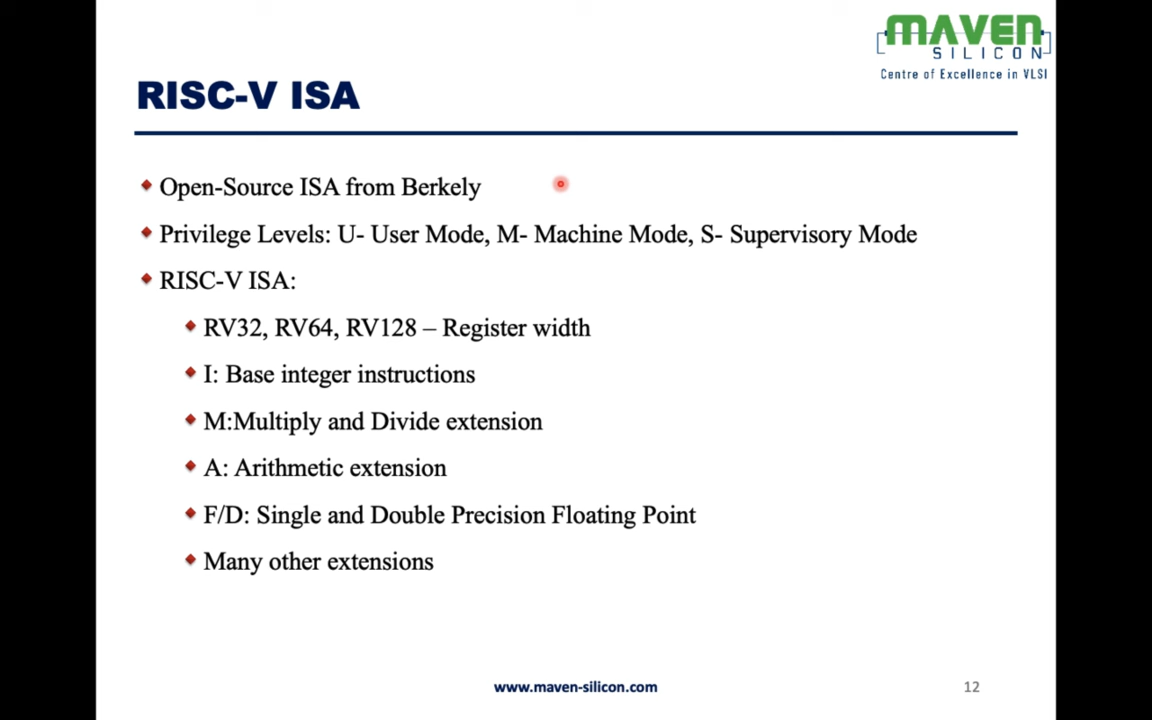 MAVEN
SILICON
Centre of Excellence in VLSI
RISC-V ISA
Open-Source ISA from Berkely
Privilege Levels: U- User Mode, M- Machine Mode, S- Supervisory Mode
RISC-V ISA:
RV32, RV64, RV128 – Register width
I: Base integer instructions
M:Multiply and Divide extension
A: Arithmetic extension
F/D: Single and Double Precision Floating Point
Many other extensions
www.maven-silicon.com
12